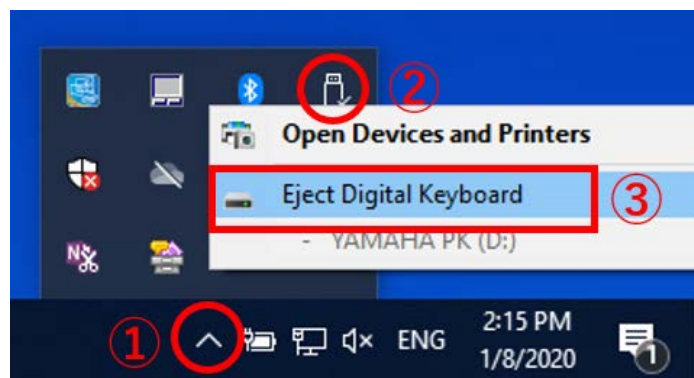 ②
Open Devices and Printers
Eject Digital Keyboard ③
- YAMAHA PK (D:)
N
① ENG 2:15 PM
1/8/2020 1